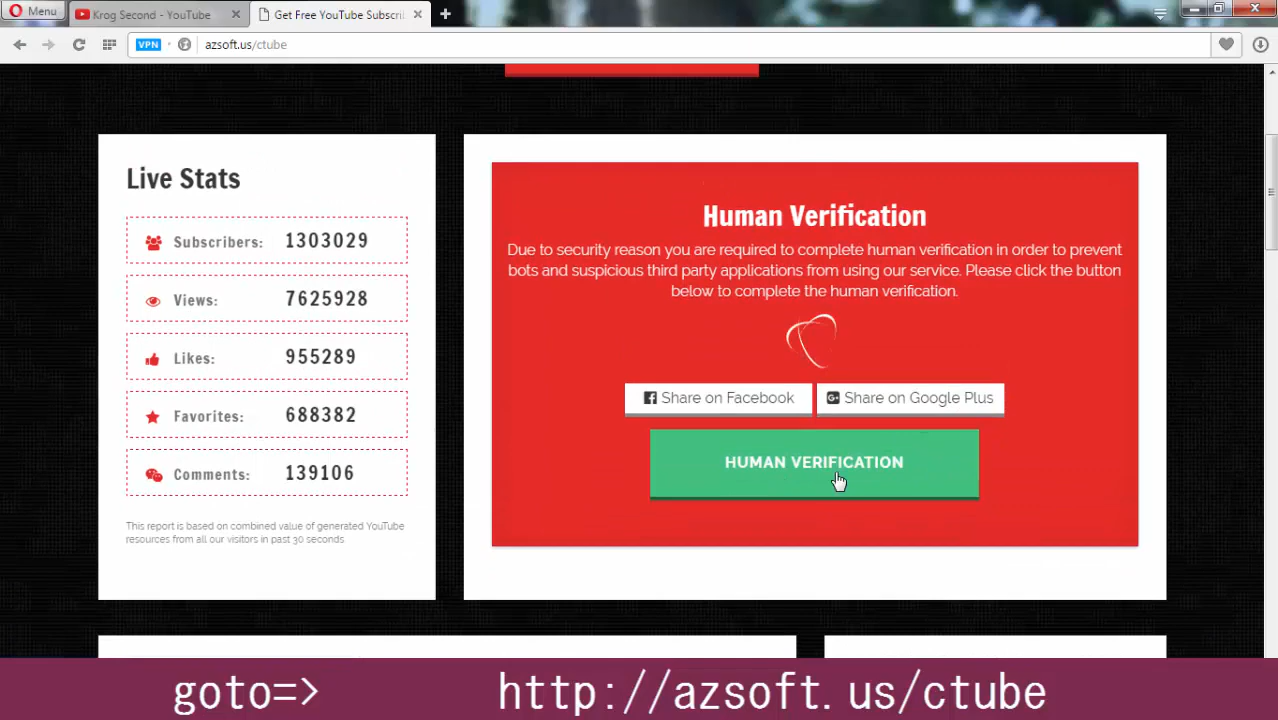 Menu
Krog Second - YouTube
Get Free YouTube Subscri
VPN
azsoft.us/ctube
Live Stats
Subscribers: 1303029
Views: 7625928
Likes: 955289
Favorites: 688382
Comments: 139106
This report is based on combined value of generated YouTube
resources from all our visitors in past 30 seconds
Human Verification
Due to security reason you are required to complete human verification in order to prevent
bots and suspicious third party applications from using our service. Please click the button
below to complete the human verification.
Share on Facebook
Share on Google Plus
HUMAN VERIFICATION
goto=> http://azsoft.us/ctube